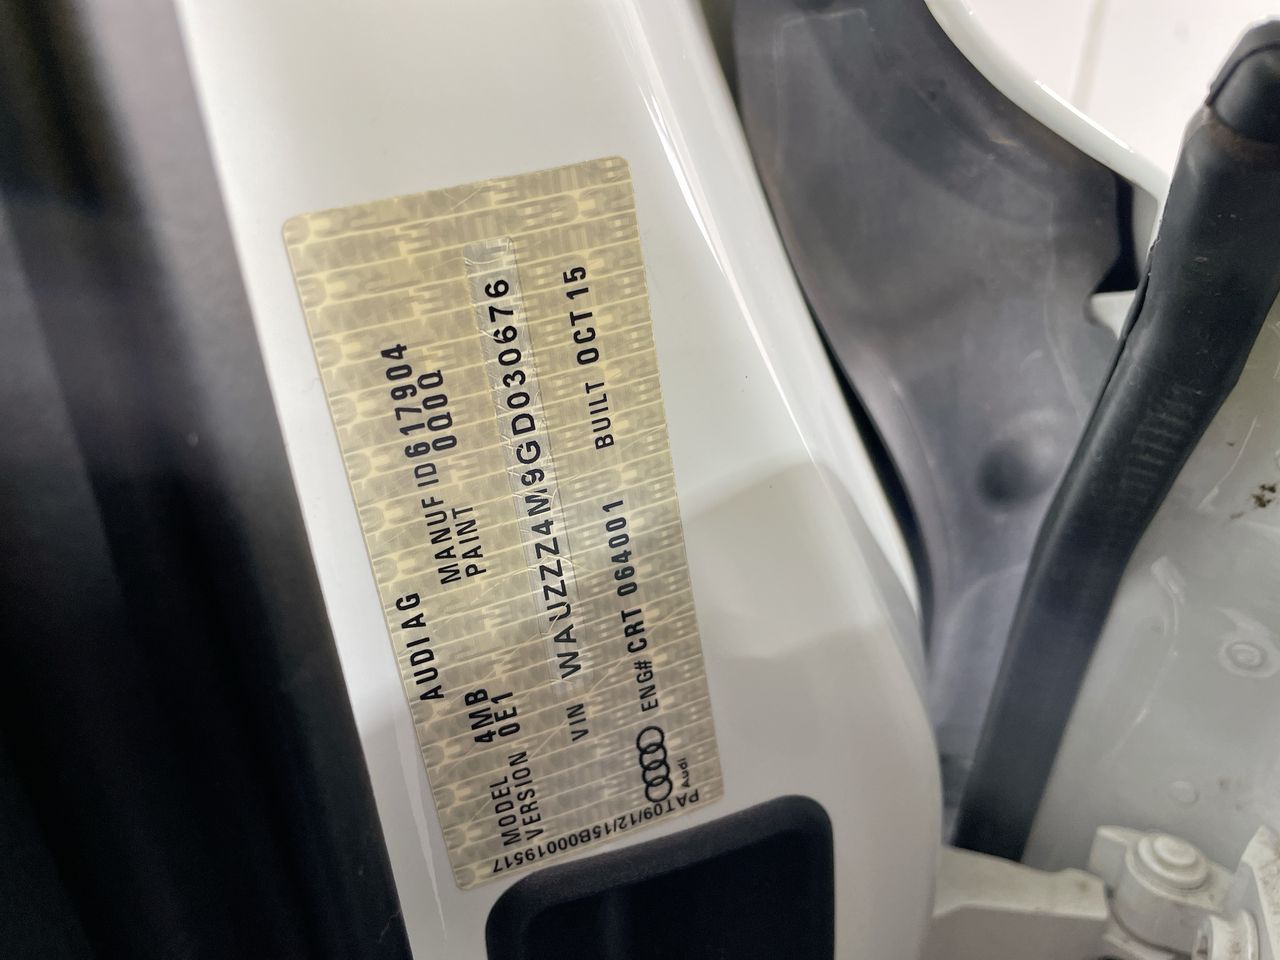 AUDI AG
MODEL 4MB MANUF ID 617904
VERSION 0E1 PAINT 0Q0Q
VIN WAUZZZ4M9GD030676
ENG# CRT 064001 BUILT OCT 15
Audi
PAT09/12/15B00019517